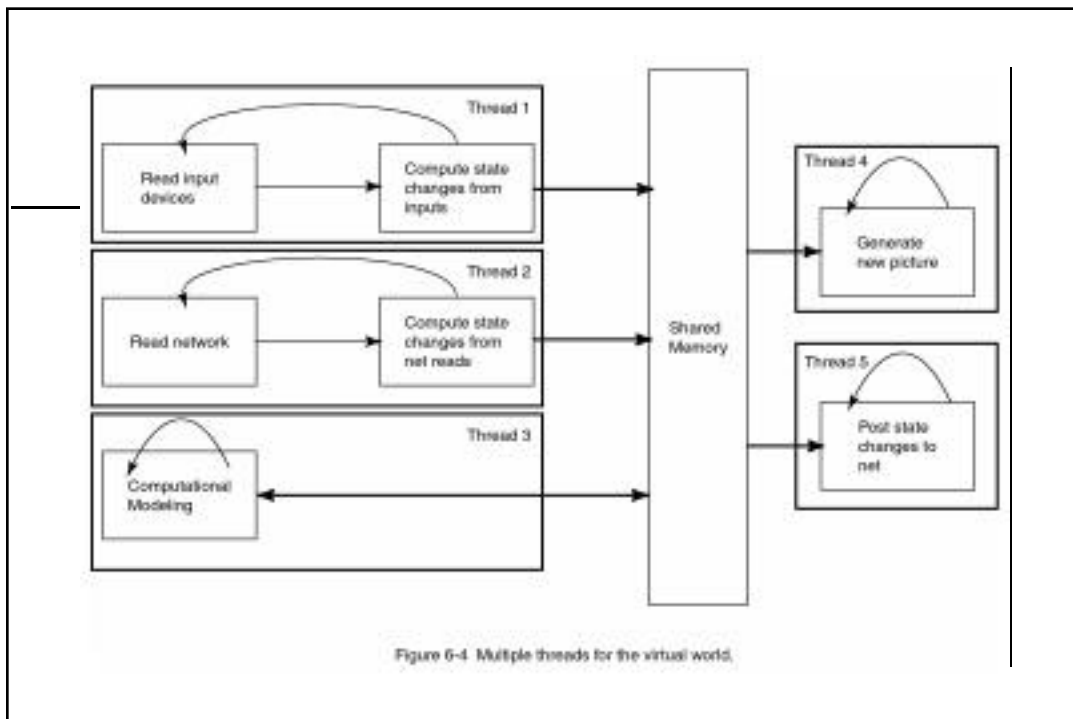 Thread 1
Read input
devices
Compute state
changes from
inputs
Thread 2
Read network
Compute state
changes from
net reads
Thread 3
Computational
Modeling
Shared
Memory
Thread 4
Generate
new picture
Thread 5
Post state
changes to
net
Figure 6-4 Multiple threads for the virtual world.